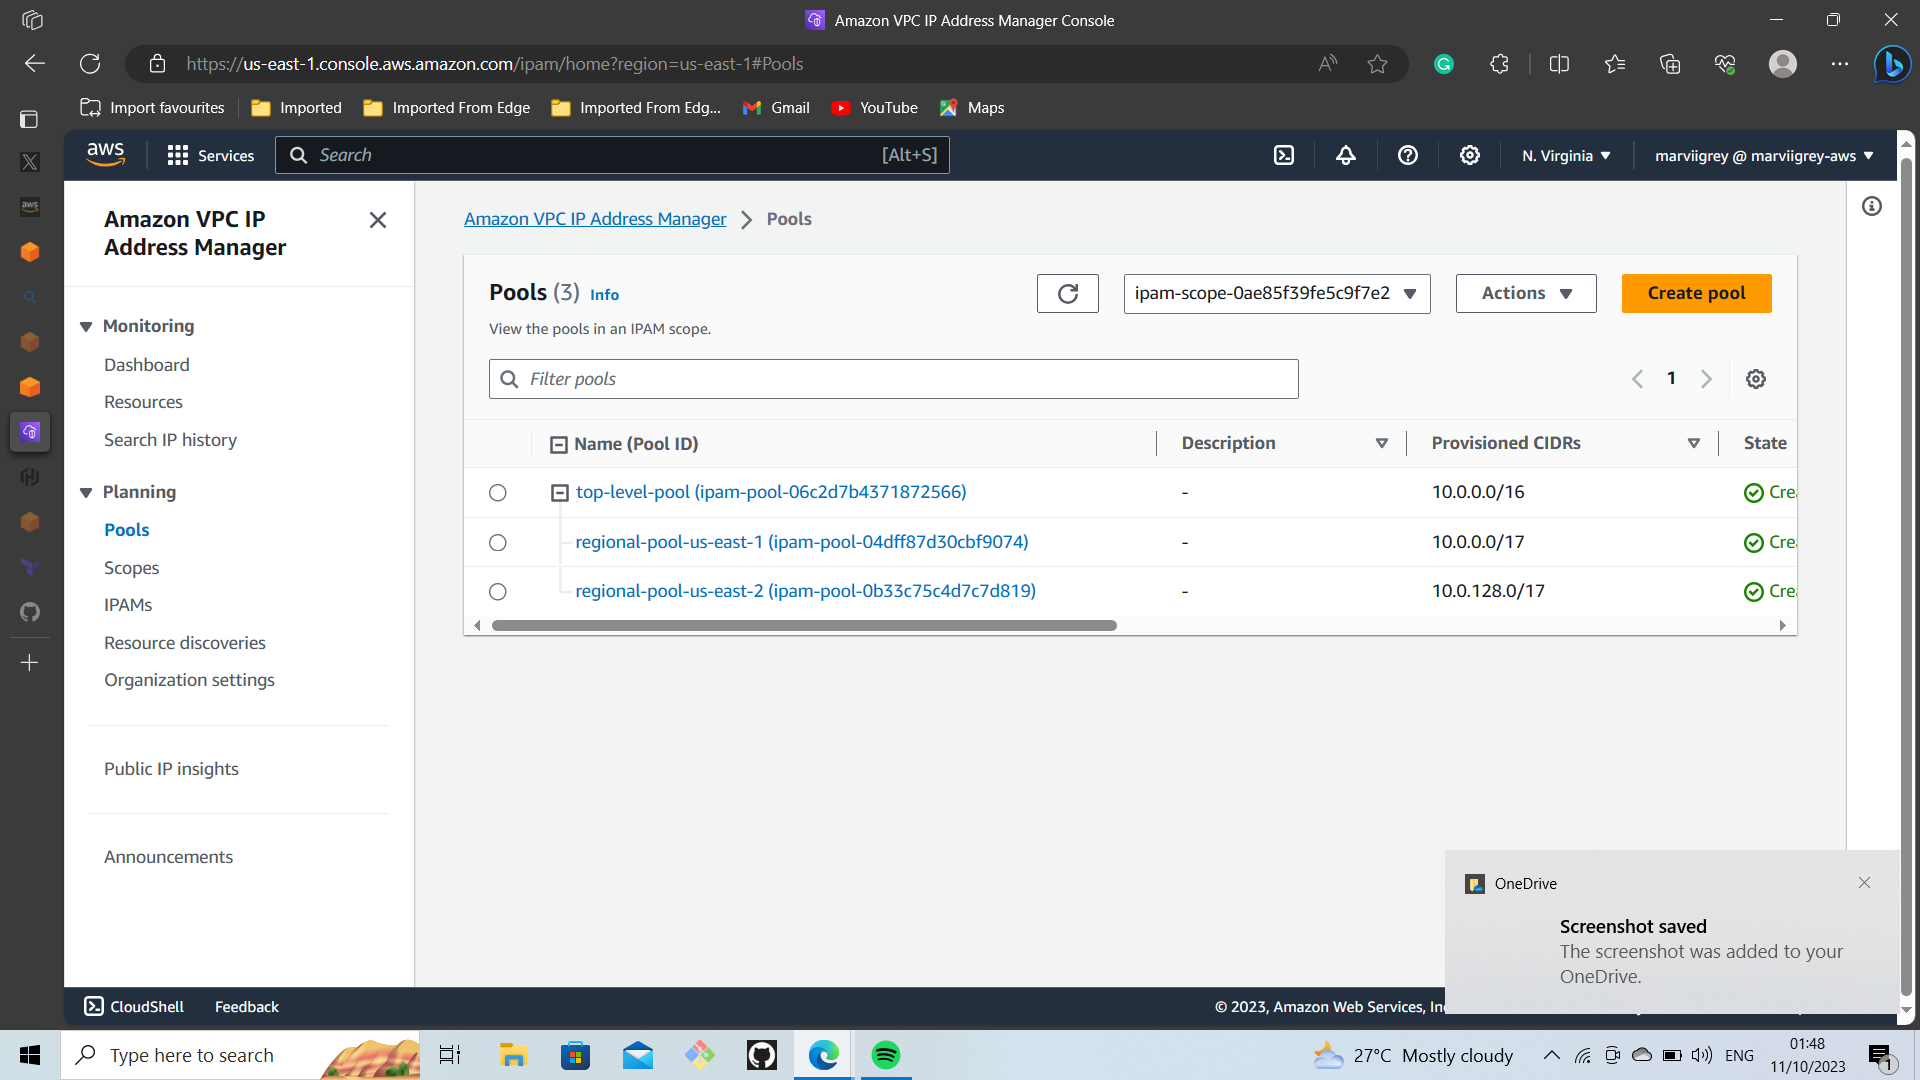 Amazon VPC IP Address Manager Console
https://us-east-1.console.aws.amazon.com/ipam/home?region=us-east-1#Pools
Import favourites
Imported
Imported From Edge
Imported From Edg...
Gmail
YouTube
Maps
aws
Services
Search
[Alt+S]
N. Virginia
marviigrey @ marviigrey-aws
Amazon VPC IP
Address Manager
Monitoring
Dashboard
Resources
Search IP history
Planning
Pools
Scopes
IPAMs
Resource discoveries
Organization settings
Public IP insights
Announcements
Amazon VPC IP Address Manager
Pools
Pools (3) Info
View the pools in an IPAM scope.
ipam-scope-0ae85f39fe5c9f7e2
Actions
Create pool
Filter pools
1
Name (Pool ID)
Description
Provisioned CIDRs
State
top-level-pool (ipam-pool-06c2d7b4371872566)
-
10.0.0.0/16
regional-pool-us-east-1 (ipam-pool-04dff87d30cbf9074)
-
10.0.0.0/17
regional-pool-us-east-2 (ipam-pool-0b33c75c4d7c7d819)
-
10.0.128.0/17
OneDrive
Screenshot saved
The screenshot was added to your
OneDrive.
CloudShell
Feedback
© 2023, Amazon Web Services,
Type here to search
27°C Mostly cloudy
ENG
01:48
11/10/2023
1